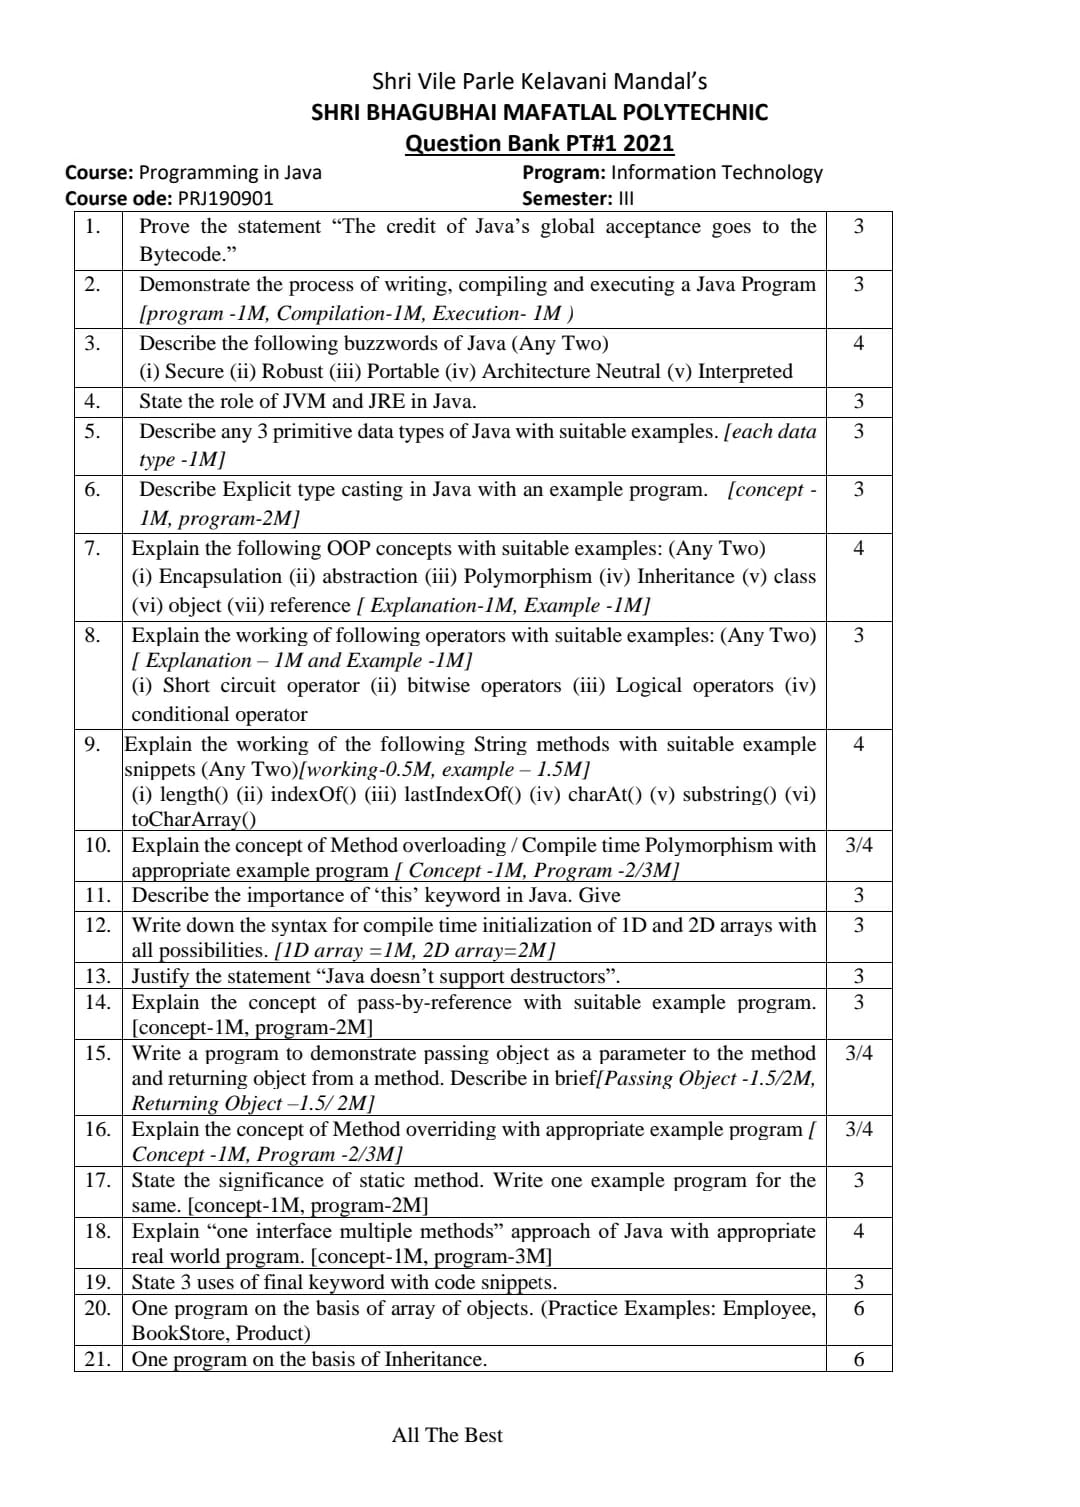 Shri Vile Parle Kelavani Mandal’s
SHRI BHAGUBHAI MAFATLAL POLYTECHNIC
Question Bank PT#1 2021
Course: Programming in Java Program: Information Technology
Course ode: PRJ190901 Semester: III
1. Prove the statement “The credit of Java’s global acceptance goes to the 3
Bytecode.”
2. Demonstrate the process of writing, compiling and executing a Java Program 3
[program -1M, Compilation-1M, Execution- 1M )
3. Describe the following buzzwords of Java (Any Two) 4
(i) Secure (ii) Robust (iii) Portable (iv) Architecture Neutral (v) Interpreted
4. State the role of JVM and JRE in Java. 3
5. Describe any 3 primitive data types of Java with suitable examples. [each data 3
type -1M]
6. Describe Explicit type casting in Java with an example program. [concept - 3
1M, program-2M]
7. Explain the following OOP concepts with suitable examples: (Any Two) 4
(i) Encapsulation (ii) abstraction (iii) Polymorphism (iv) Inheritance (v) class
(vi) object (vii) reference [ Explanation-1M, Example -1M]
8. Explain the working of following operators with suitable examples: (Any Two) 3
[ Explanation – 1M and Example -1M]
(i) Short circuit operator (ii) bitwise operators (iii) Logical operators (iv)
conditional operator
9. Explain the working of the following String methods with suitable example 4
snippets (Any Two)[working-0.5M, example – 1.5M]
(i) length() (ii) indexOf() (iii) lastIndexOf() (iv) charAt() (v) substring() (vi)
toCharArray()
10. Explain the concept of Method overloading / Compile time Polymorphism with 3/4
appropriate example program [ Concept -1M, Program -2/3M]
11. Describe the importance of ‘this’ keyword in Java. Give 3
12. Write down the syntax for compile time initialization of 1D and 2D arrays with 3
all possibilities. [1D array =1M, 2D array=2M]
13. Justify the statement “Java doesn’t support destructors”. 3
14. Explain the concept of pass-by-reference with suitable example program. 3
[concept-1M, program-2M]
15. Write a program to demonstrate passing object as a parameter to the method 3/4
and returning object from a method. Describe in brief[Passing Object -1.5/2M,
Returning Object –1.5/ 2M]
16. Explain the concept of Method overriding with appropriate example program [ 3/4
Concept -1M, Program -2/3M]
17. State the significance of static method. Write one example program for the 3
same. [concept-1M, program-2M]
18. Explain “one interface multiple methods” approach of Java with appropriate 4
real world program. [concept-1M, program-3M]
19. State 3 uses of final keyword with code snippets. 3
20. One program on the basis of array of objects. (Practice Examples: Employee, 6
BookStore, Product)
21. One program on the basis of Inheritance. 6
All The Best